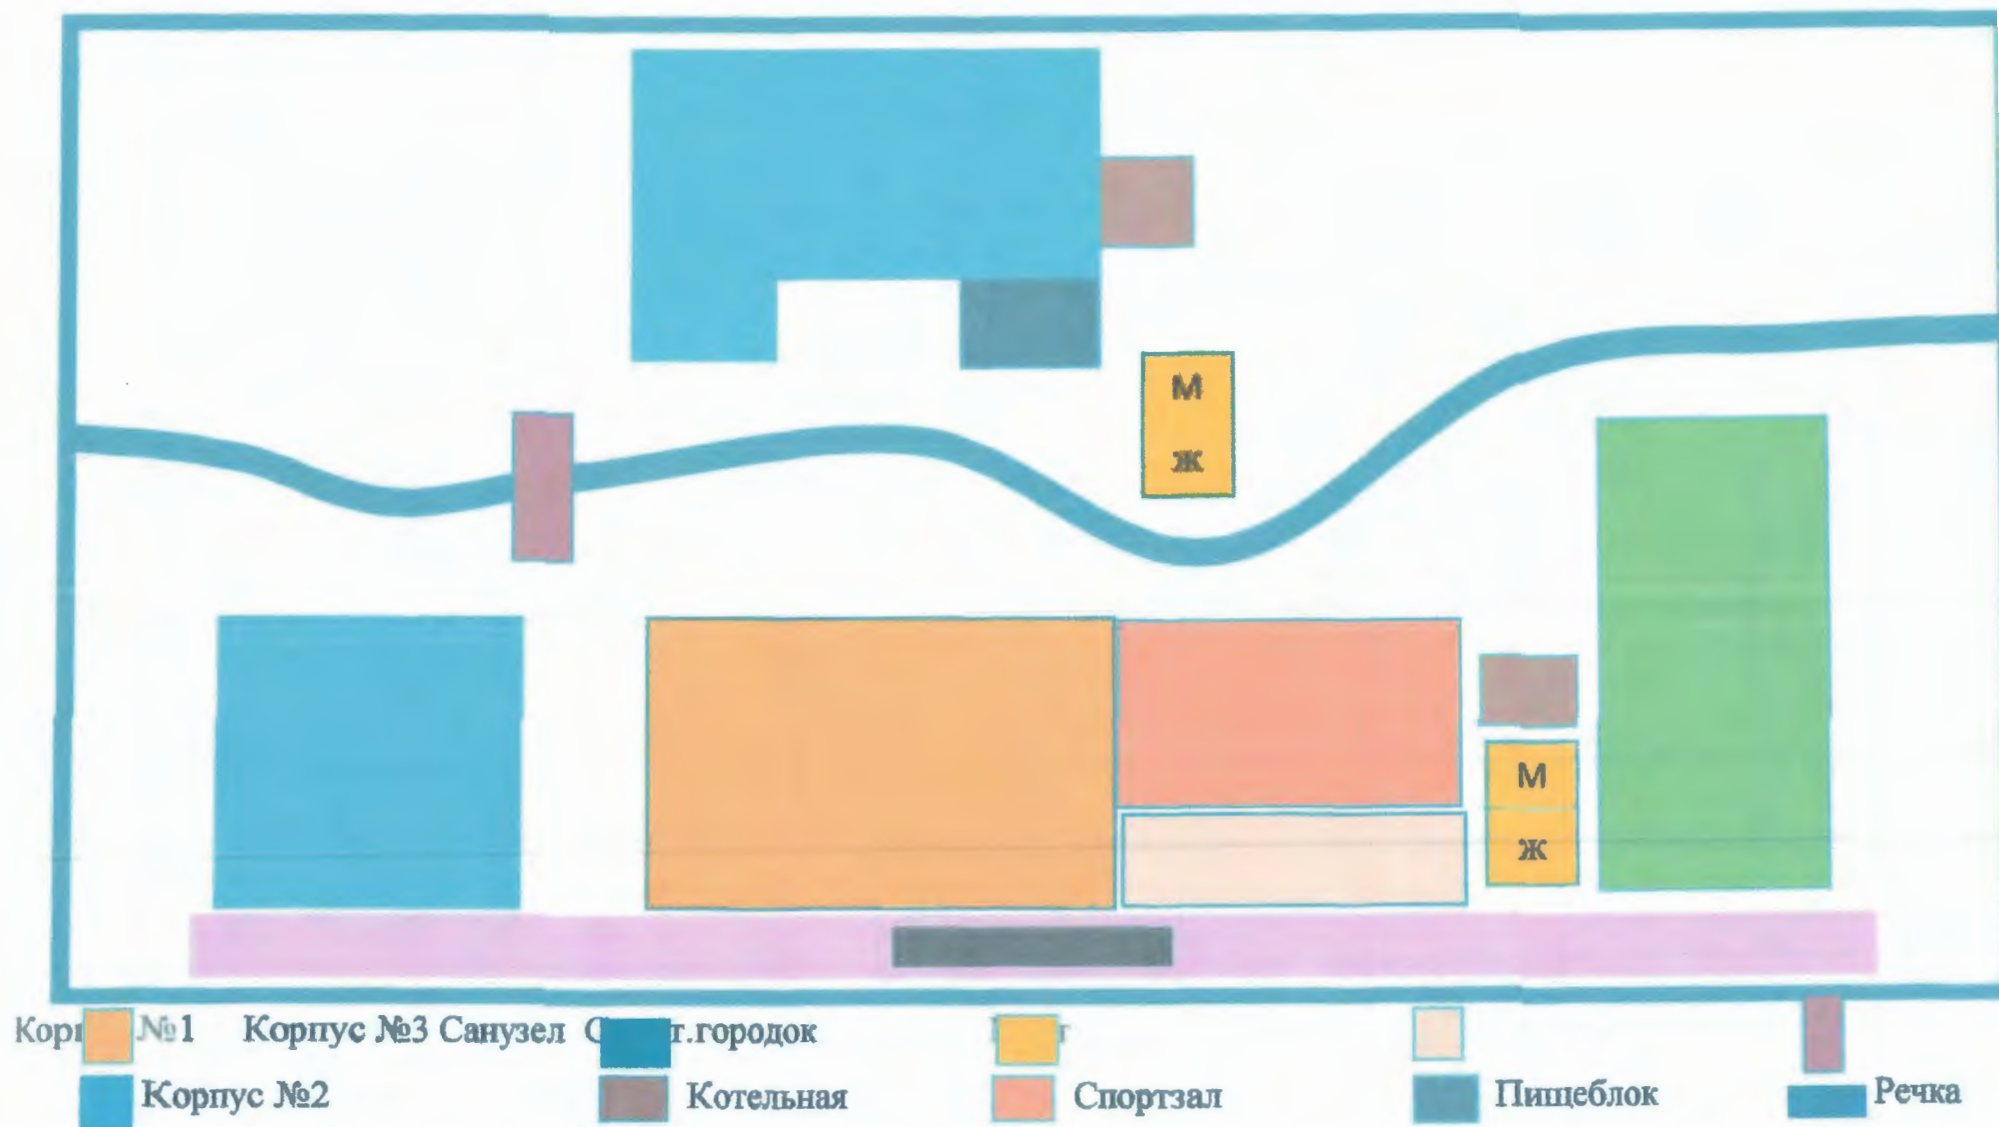 М
Ж
М
Ж
№1 Корпус №3 Санузел т.городок
Корпус №2 Котельная Спортзал Пищеблок Речка